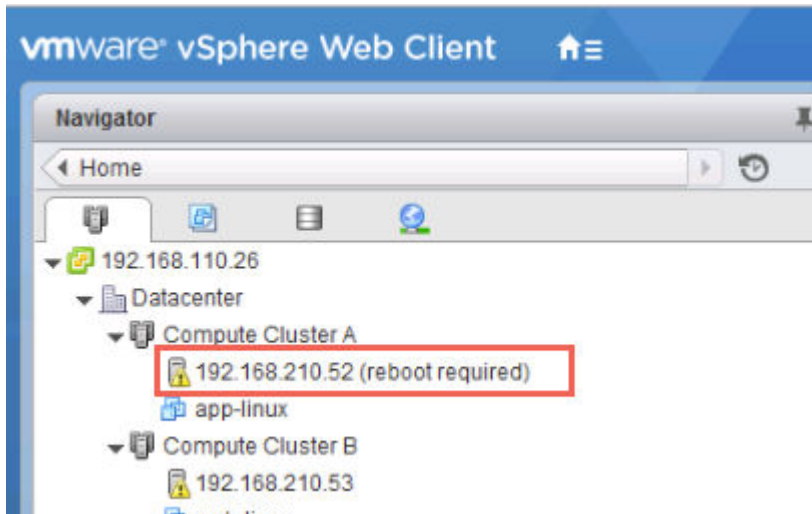 vmware® vSphere Web Client
Navigator
Home
192.168.110.26
Datacenter
Compute Cluster A
192.168.210.52 (reboot required)
app-linux
Compute Cluster B
192.168.210.53